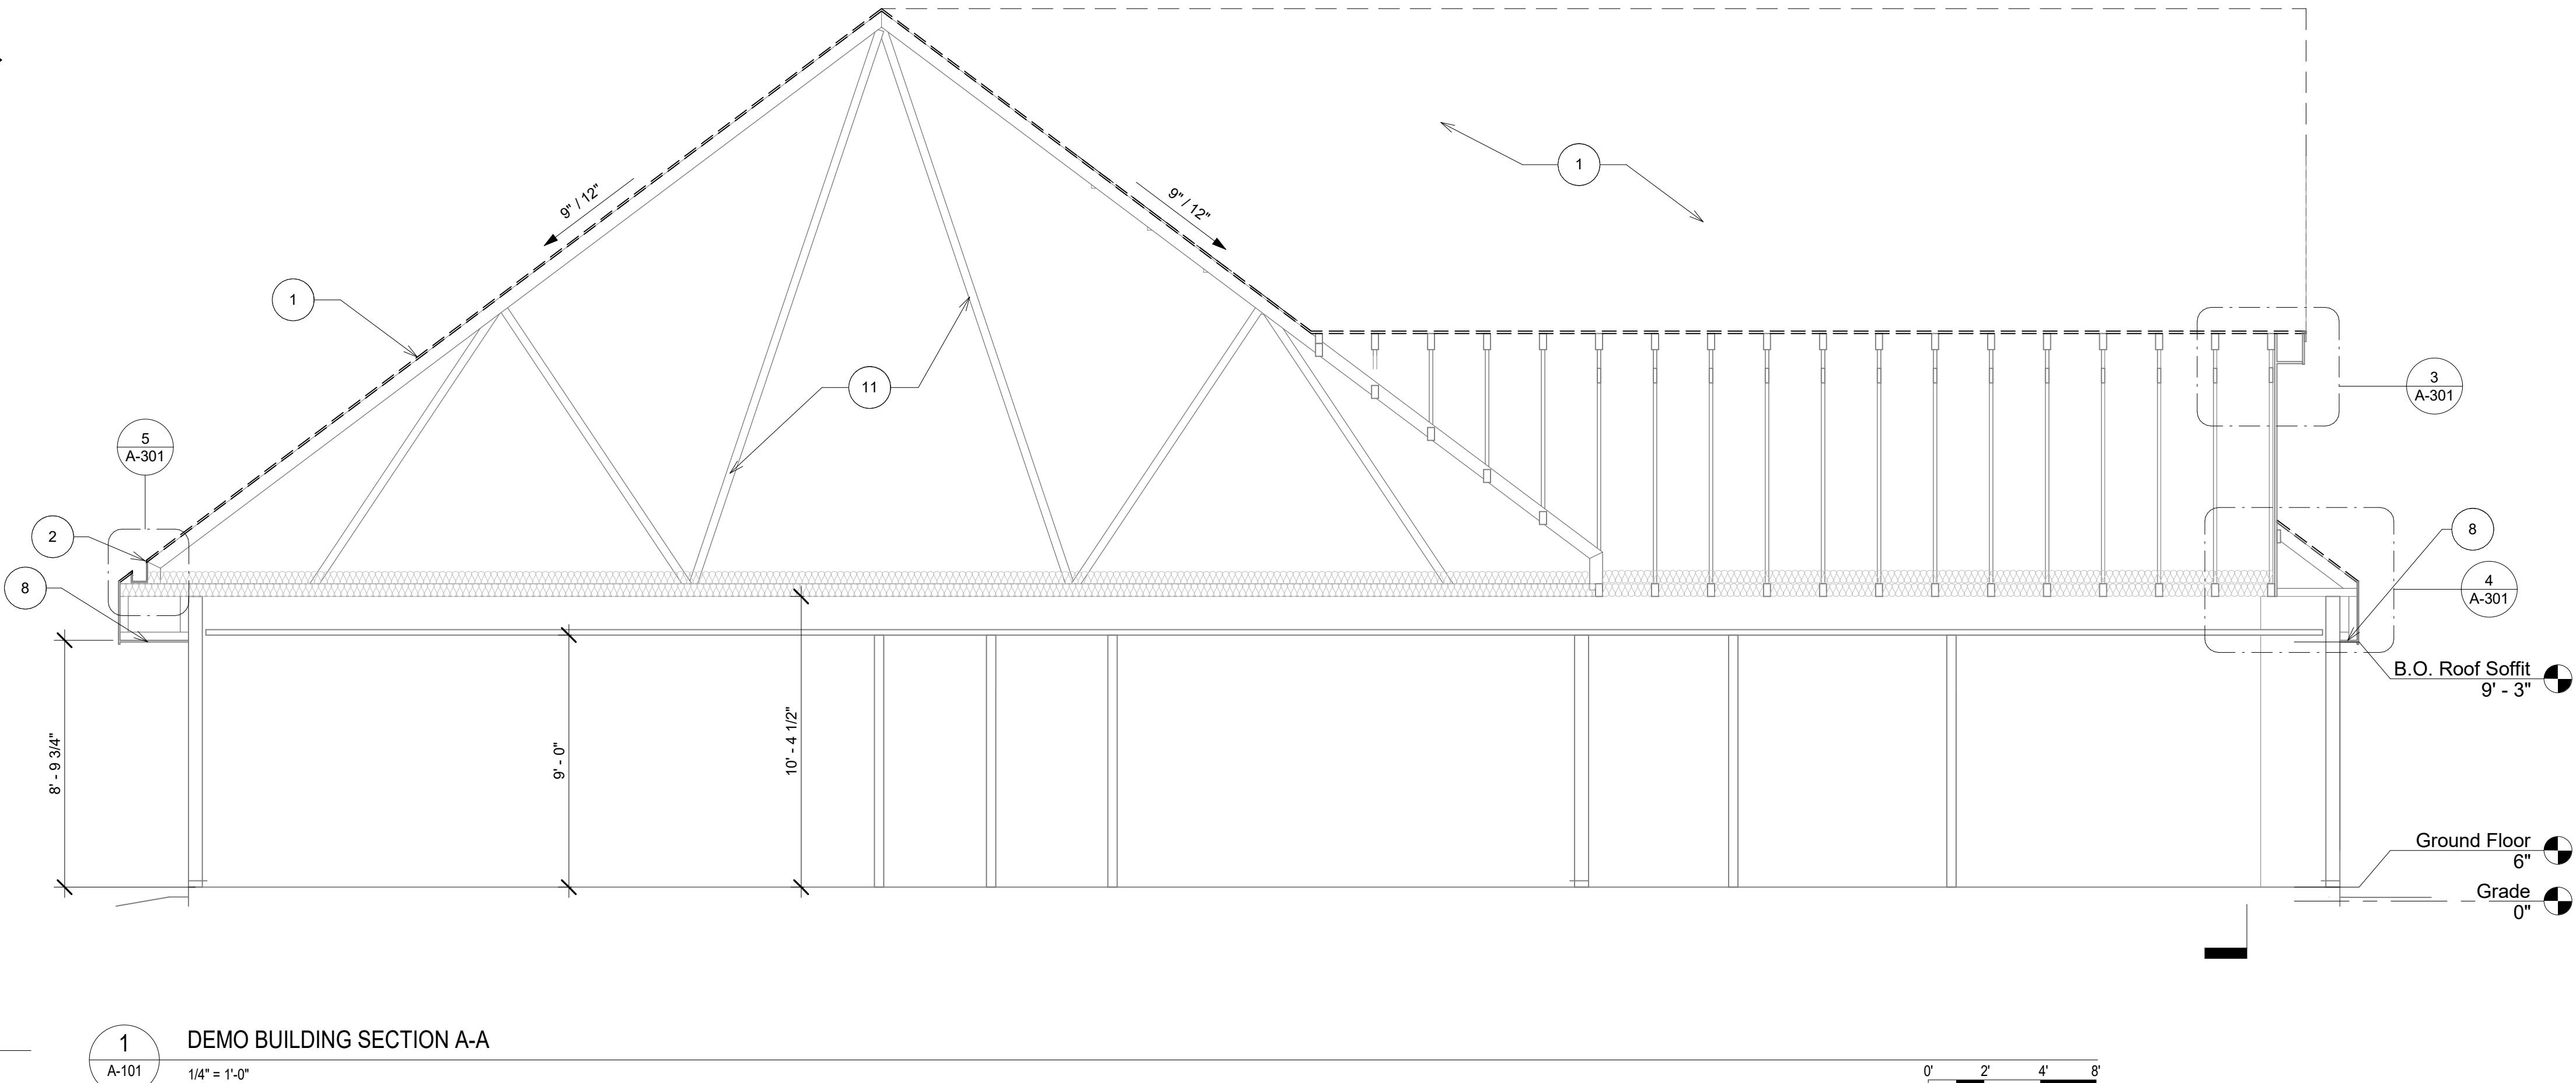 1
9" / 12"
9" / 12"
1
11
3
A-301
5
A-301
2
8
8
4
A-301
B.O. Roof Soffit
9' - 3"
8' - 9 3/4"
9' - 0"
10' - 4 1/2"
Ground Floor
6"
Grade
0"
1
A-101
DEMO BUILDING SECTION A-A
1/4" = 1'-0"
0' 2' 4' 8'